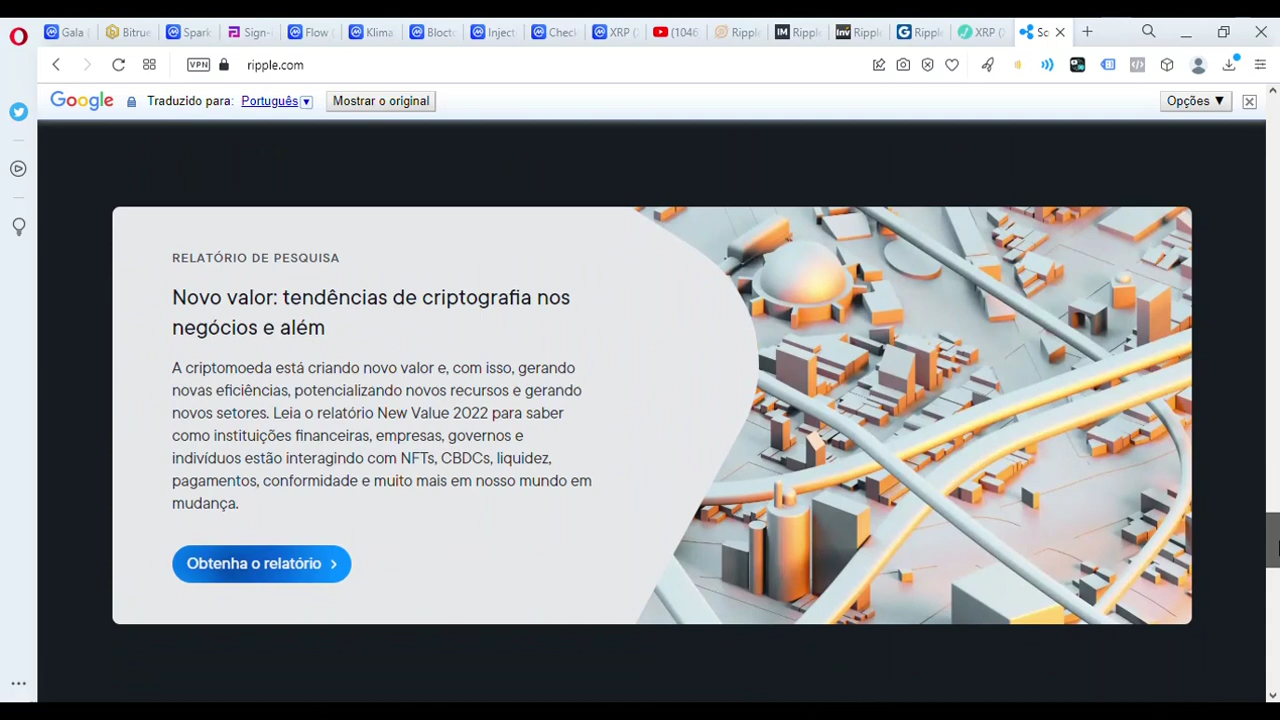 Gala (
Bitrue
Spark
Sign-i
Flow (
Klima
Blocto
Inject
Check
XRP (
(1046
Ripple
Ripple
Ripple
Ripple
XRP (
Sc
VPN
ripple.com
Google
Traduzido para: Português
Mostrar o original
Opções ▼
RELATÓRIO DE PESQUISA
Novo valor: tendências de criptografia nos
negócios e além
A criptomoeda está criando novo valor e, com isso, gerando
novas eficiências, potencializando novos recursos e gerando
novos setores. Leia o relatório New Value 2022 para saber
como instituições financeiras, empresas, governos e
indivíduos estão interagindo com NFTs, CBDCs, liquidez,
pagamentos, conformidade e muito mais em nosso mundo em
mudança.
Obtenha o relatório